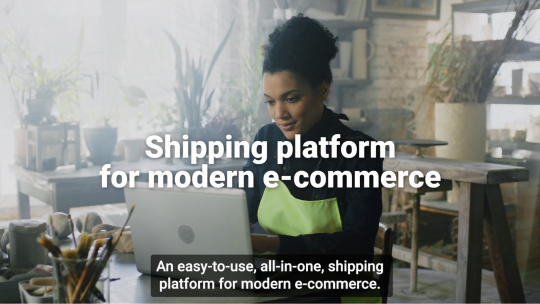 Shipping platform
for modern e-commerce
An easy-to-use, all-in-one, shipping
platform for modern e-commerce.